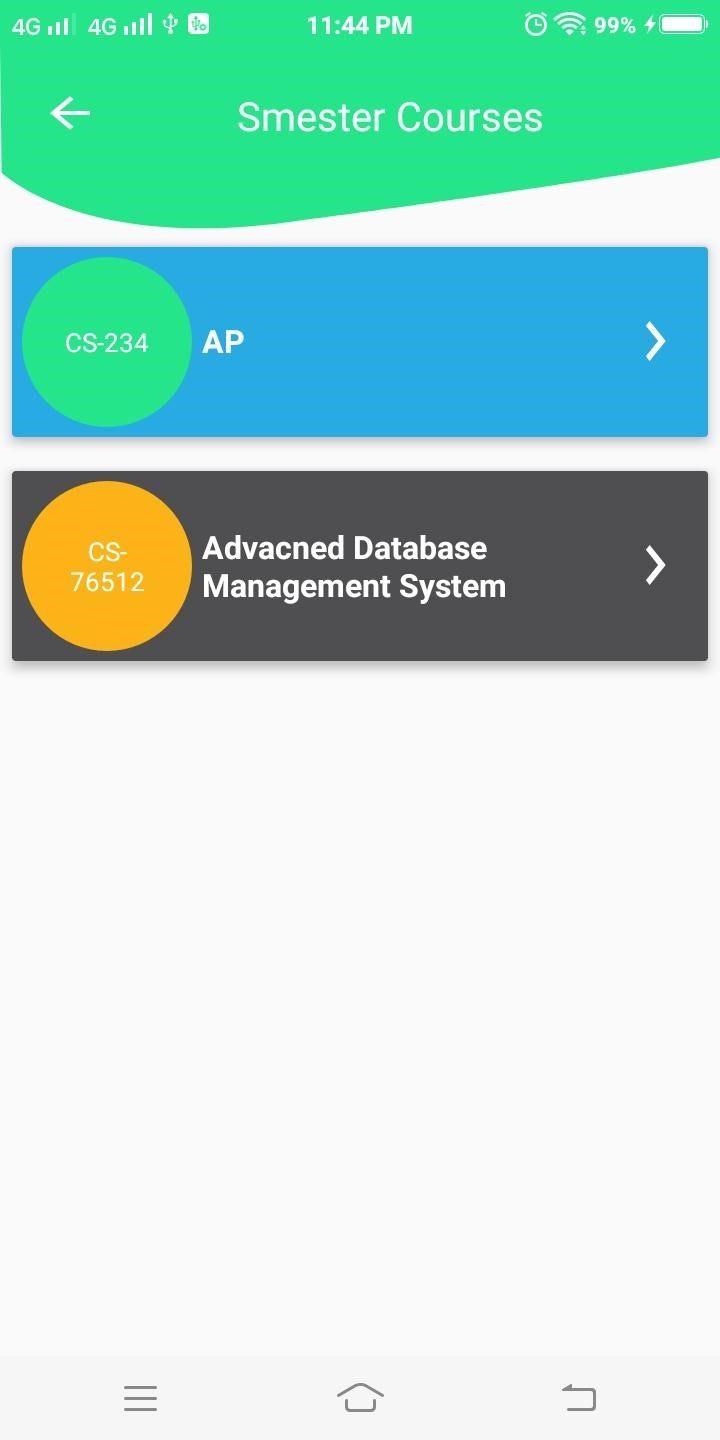 4G 4G 11:44 PM 99%
Smester Courses
CS-234 AP
CS-
76512
Advacned Database
Management System